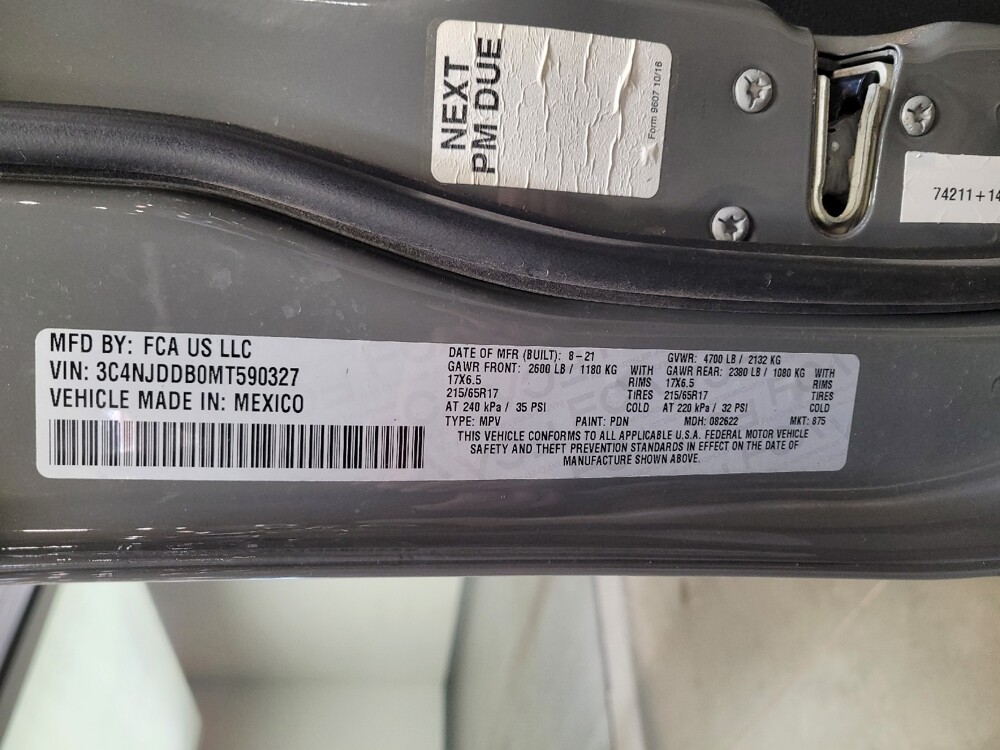 NEXT
PM DUE
Form 9607 10/16
74211+14
MFD BY: FCA US LLC
VIN: 3C4NJDDB0MT590327
VEHICLE MADE IN: MEXICO
DATE OF MFR (BUILT): 8-21
GVWR: 4700 LB / 2132 KG
GAWR FRONT: 2600 LB / 1180 KG WITH
GAWR REAR: 2380 LB / 1080 KG WITH
17X6.5 RIMS
17X6.5 RIMS
215/65R17 TIRES
215/65R17 TIRES
AT 240 kPa / 35 PSI COLD
AT 220 kPa / 32 PSI COLD
TYPE: MPV PAINT: PDN MDH: 082622 MKT: 875
THIS VEHICLE CONFORMS TO ALL APPLICABLE U.S.A. FEDERAL MOTOR VEHICLE
SAFETY AND THEFT PREVENTION STANDARDS IN EFFECT ON THE DATE OF
MANUFACTURE SHOWN ABOVE.